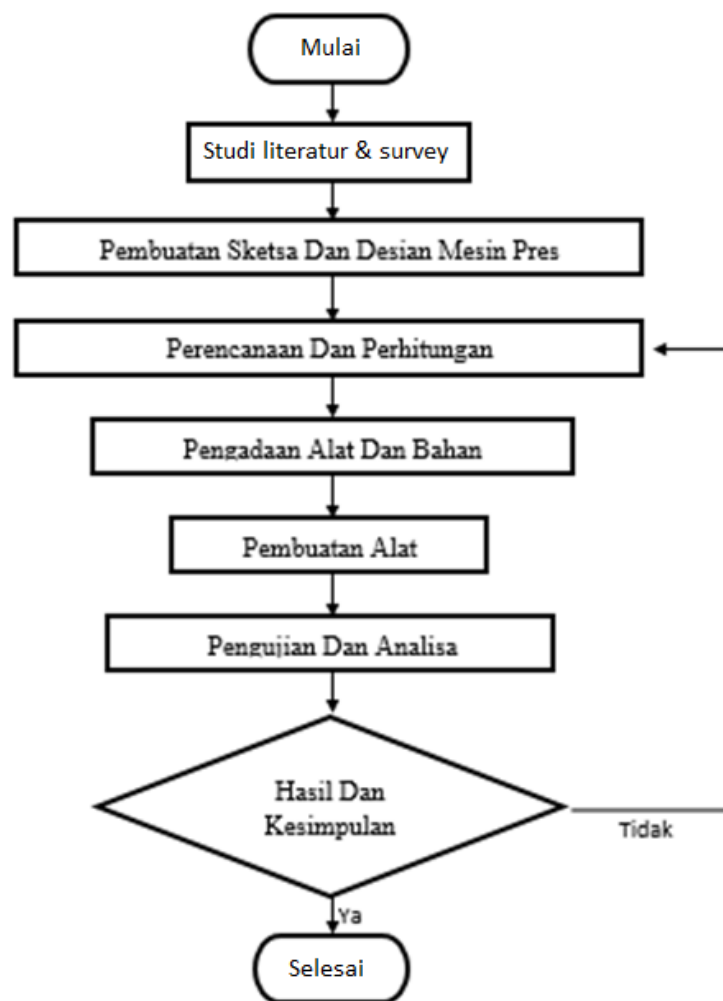 Mulai
Studi literatur & survey
Pembuatan Sketsa Dan Desian Mesin Pres
Perencanaan Dan Perhitungan
Pengadaan Alat Dan Bahan
Pembuatan Alat
Pengujian Dan Analisa
Hasil Dan
Kesimpulan
Tidak
Ya
Selesai